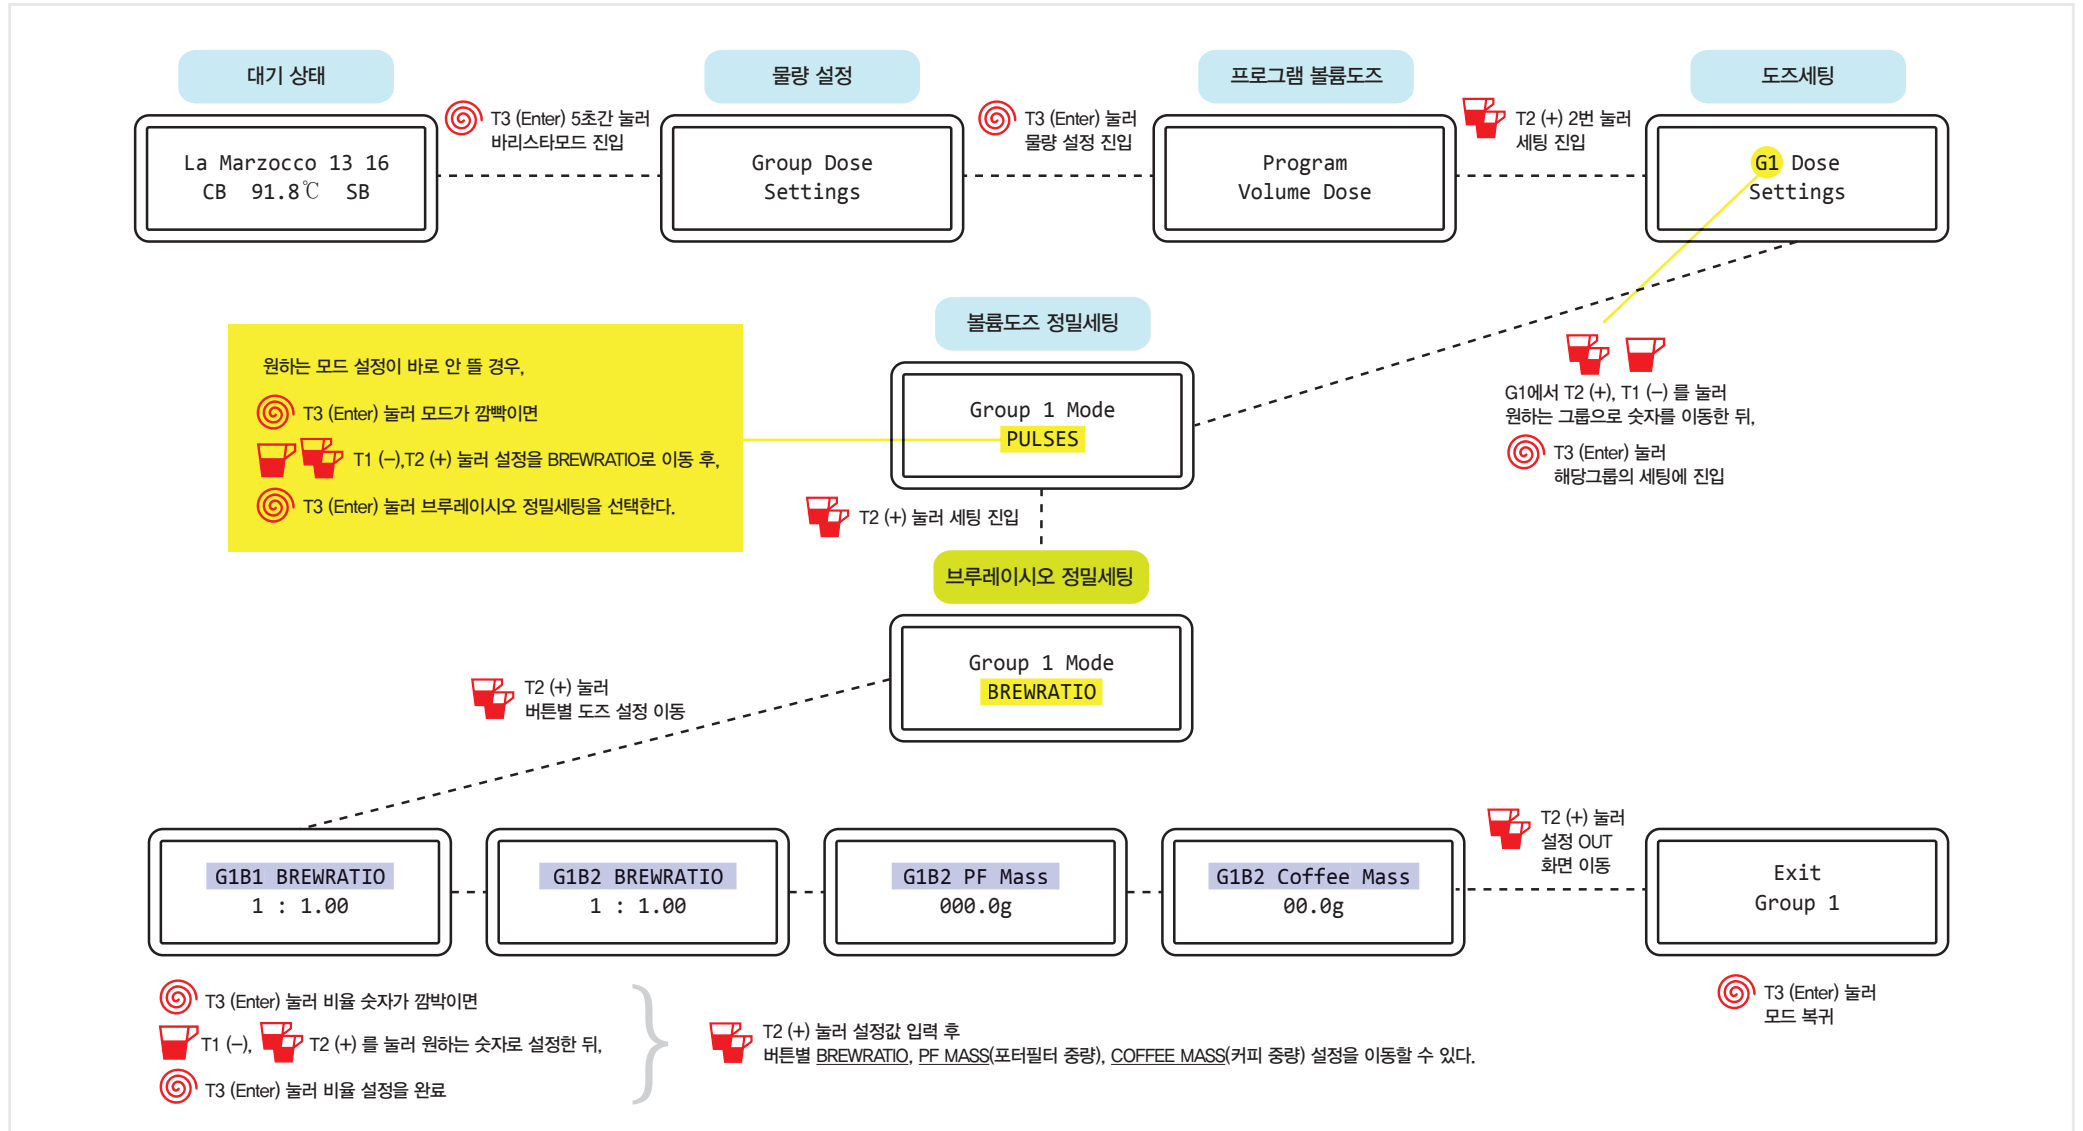 대기 상태
La Marzocco 13 16
CB 91.8℃ SB
T3 (Enter) 5초간 눌러
바리스타모드 진입
물량 설정
Group Dose
Settings
T3 (Enter) 눌러
물량 설정 진입
프로그램 볼륨도즈
Program
Volume Dose
T2 (+) 2번 눌러
세팅 진입
도즈세팅
G1 Dose
Settings
G1에서 T2 (+), T1 (−) 를 눌러
원하는 그룹으로 숫자를 이동한 뒤,
T3 (Enter) 눌러
해당그룹의 세팅에 진입
볼륨도즈 정밀세팅
Group 1 Mode
PULSES
원하는 모드 설정이 바로 안 뜰 경우,
T3 (Enter) 눌러 모드가 깜빡이면
T1 (−),T2 (+) 눌러 설정을 BREWRATIO로 이동 후,
T3 (Enter) 눌러 브루레이시오 정밀세팅을 선택한다.
T2 (+) 눌러 세팅 진입
브루레이시오 정밀세팅
Group 1 Mode
BREWRATIO
T2 (+) 눌러
버튼별 도즈 설정 이동
G1B1 BREWRATIO
1 : 1.00
G1B2 BREWRATIO
1 : 1.00
G1B2 PF Mass
000.0g
G1B2 Coffee Mass
00.0g
T2 (+) 눌러
설정 OUT
화면 이동
Exit
Group 1
T3 (Enter) 눌러
모드 복귀
T3 (Enter) 눌러 비율 숫자가 깜박이면
T1 (−), T2 (+) 를 눌러 원하는 숫자로 설정한 뒤,
T3 (Enter) 눌러 비율 설정을 완료
T2 (+) 눌러 설정값 입력 후
버튼별 BREWRATIO, PF MASS(포터필터 중량), COFFEE MASS(커피 중량) 설정을 이동할 수 있다.